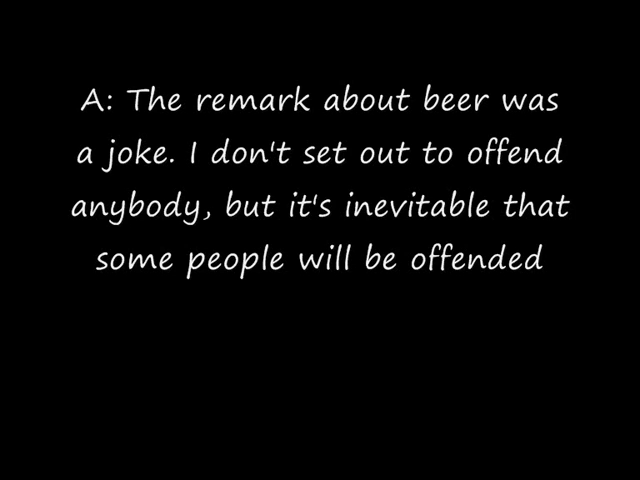 A: The remark about beer was
a joke. I don't set out to offend
anybody, but it's inevitable that
some people will be offended